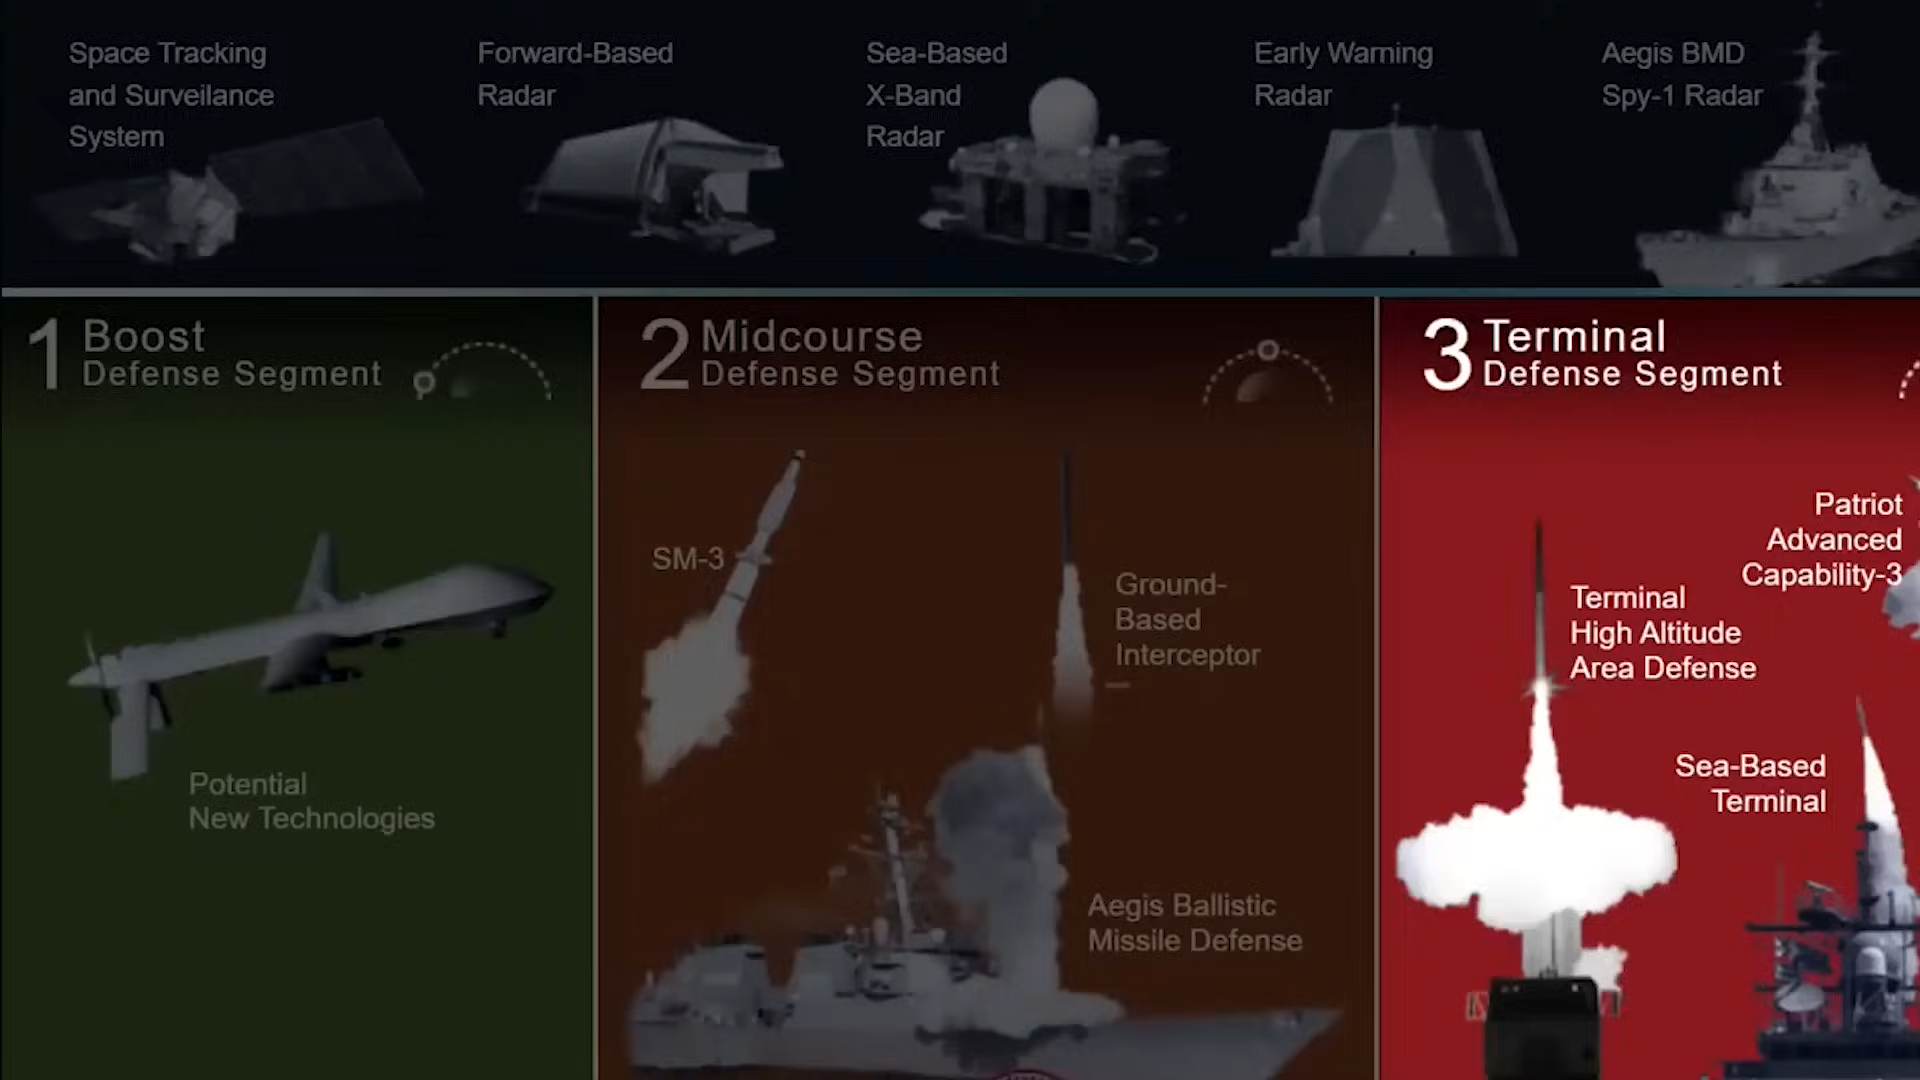 Space Tracking
and Surveilance
System
Forward-Based
Radar
Sea-Based
X-Band
Radar
Early Warning
Radar
Aegis BMD
Spy-1 Radar
1 Boost
Defense Segment
Potential
New Technologies
2 Midcourse
Defense Segment
SM-3
Ground-
Based
Interceptor
Aegis Ballistic
Missile Defense
3 Terminal
Defense Segment
Patriot
Advanced
Capability-3
Terminal
High Altitude
Area Defense
Sea-Based
Terminal